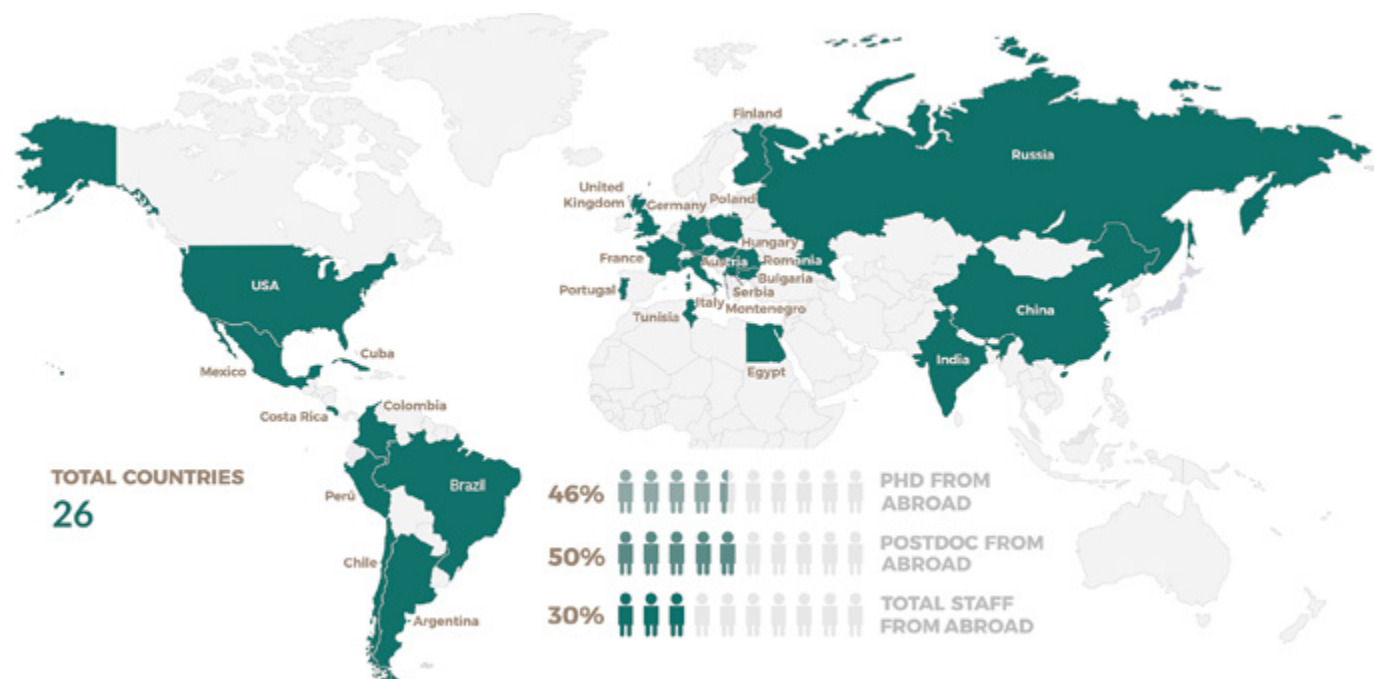 Finland
Russia
United
Kingdom
Germany
Poland
Hungary
France
Austria
Romania
Bulgaria
Portugal
Serbia
Italy
Montenegro
Tunisia
USA
China
Cuba
India
Mexico
Egypt
Costa Rica
Colombia
TOTAL COUNTRIES
26
Brazil
Perú
Chile
Argentina
46%
PHD FROM
ABROAD
50%
POSTDOC FROM
ABROAD
30%
TOTAL STAFF
FROM ABROAD